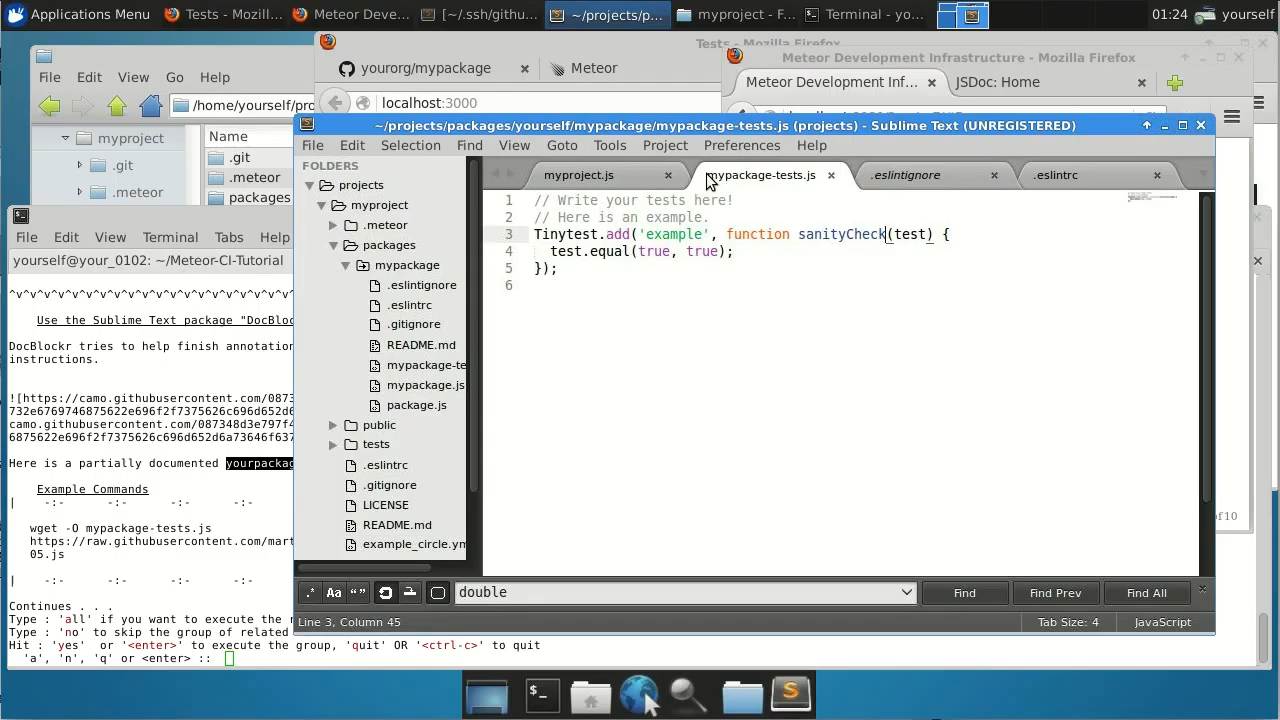 Applications Menu
Tests - Mozil...
Meteor Deve...
[~/.ssh/githu...
~/projects/p...
myproject - F...
Terminal - yo...
01:24
yourself
Tests - Mozilla Firefox
Meteor Development Infrastructure - Mozilla Firefox
File Edit View Go Help
yourorg/mypackage
Meteor
Meteor Development Inf...
JSDoc: Home
/home/yourself/pro
localhost:3000
myproject
.git
.meteor
Name
.git
.meteor
packages
~/projects/packages/yourself/mypackage/mypackage-tests.js (projects) - Sublime Text (UNREGISTERED)
File Edit Selection Find View Goto Tools Project Preferences Help
FOLDERS
projects
myproject
.meteor
packages
mypackage
.eslintignore
.eslintrc
.gitignore
README.md
mypackage-te
mypackage.js
package.js
public
tests
.eslintrc
.gitignore
LICENSE
README.md
example_circle.ym
myproject.js
mypackage-tests.js
.eslintignore
.eslintrc
1 // Write your tests here!
2 // Here is an example.
3 Tinytest.add('example', function sanityCheck(test) {
4 test.equal(true, true);
5 });
6
.* Aa “ ” double Find Find Prev Find All
Line 3, Column 45
Tab Size: 4
JavaScript
File Edit View Terminal Tabs Help
yourself@your_0102: ~/Meteor-CI-Tutorial
^v^v^v^v^v^v^v^v^v^v^v^v^v^v^v^v^v^v^v
Use the Sublime Text package "DocBloc
DocBlockr tries to help finish annotation
instructions.
![https://camo.githubusercontent.com/0873
732e6769746875622e696f2f7375626c696d652d6
camo.githubusercontent.com/087348d3e797f4
6875622e696f2f7375626c696d652d6a73646f637
Here is a partially documented yourpackag
Example Commands
| -:- -:- -:- -:-
wget -O mypackage-tests.js
https://raw.githubusercontent.com/mart
05.js
| -:- -:- -:- -:-
Continues . . .
Type : 'all' if you want to execute the r
Type : 'no' to skip the group of related
Hit : 'yes' or '<enter>' to execute the group, 'quit' OR '<ctrl-c>' to quit
'a', 'n', 'q' or <enter> ::
of 10